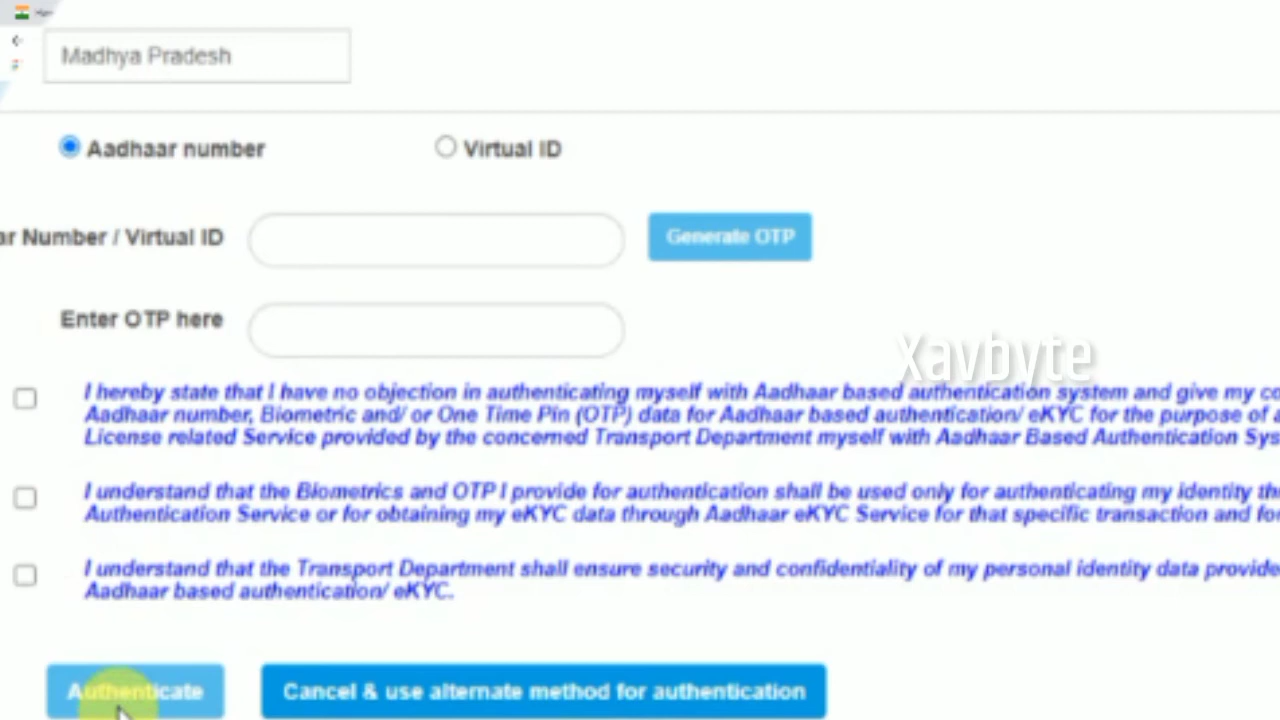 Madhya Pradesh
Aadhaar number
Virtual ID
ar Number / Virtual ID
Generate OTP
Enter OTP here
Xavbyte
I hereby state that I have no objection in authenticating myself with Aadhaar based authentication system and give my co
Aadhaar number, Biometric and/ or One Time Pin (OTP) data for Aadhaar based authentication/ eKYC for the purpose of a
License related Service provided by the concerned Transport Department myself with Aadhaar Based Authentication Sys
I understand that the Biometrics and OTP I provide for authentication shall be used only for authenticating my identity thr
Authentication Service or for obtaining my eKYC data through Aadhaar eKYC Service for that specific transaction and for
I understand that the Transport Department shall ensure security and confidentiality of my personal identity data provide
Aadhaar based authentication/ eKYC.
Authenticate
Cancel & use alternate method for authentication